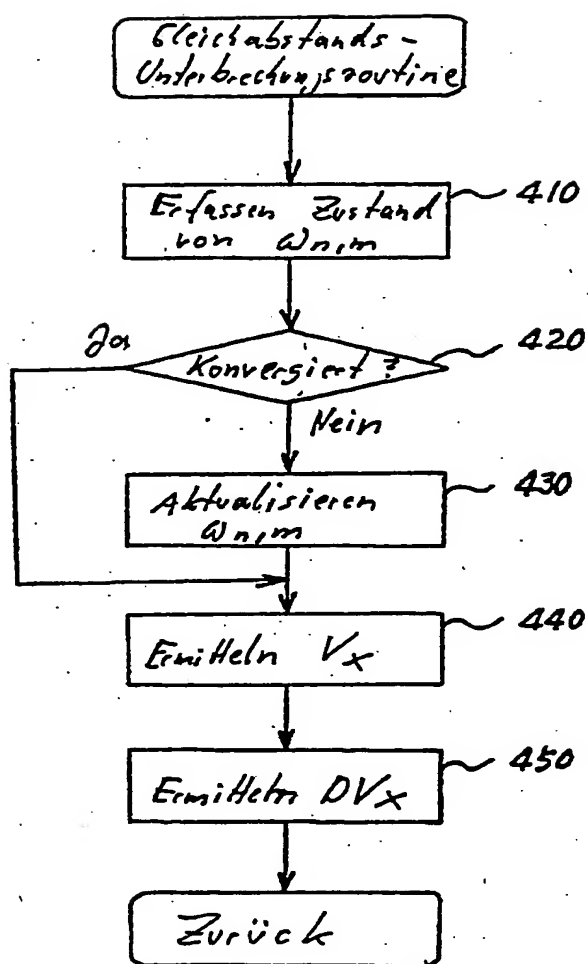 Gleichabstands-
Unterbrechungsroutine
410
Erfassen Zustand
von ωn,m
Ja
420
Konvergiert?
Nein
430
Aktualisieren
ωn,m
440
Ermitteln Vx
450
Ermitteln DVx
Zurück